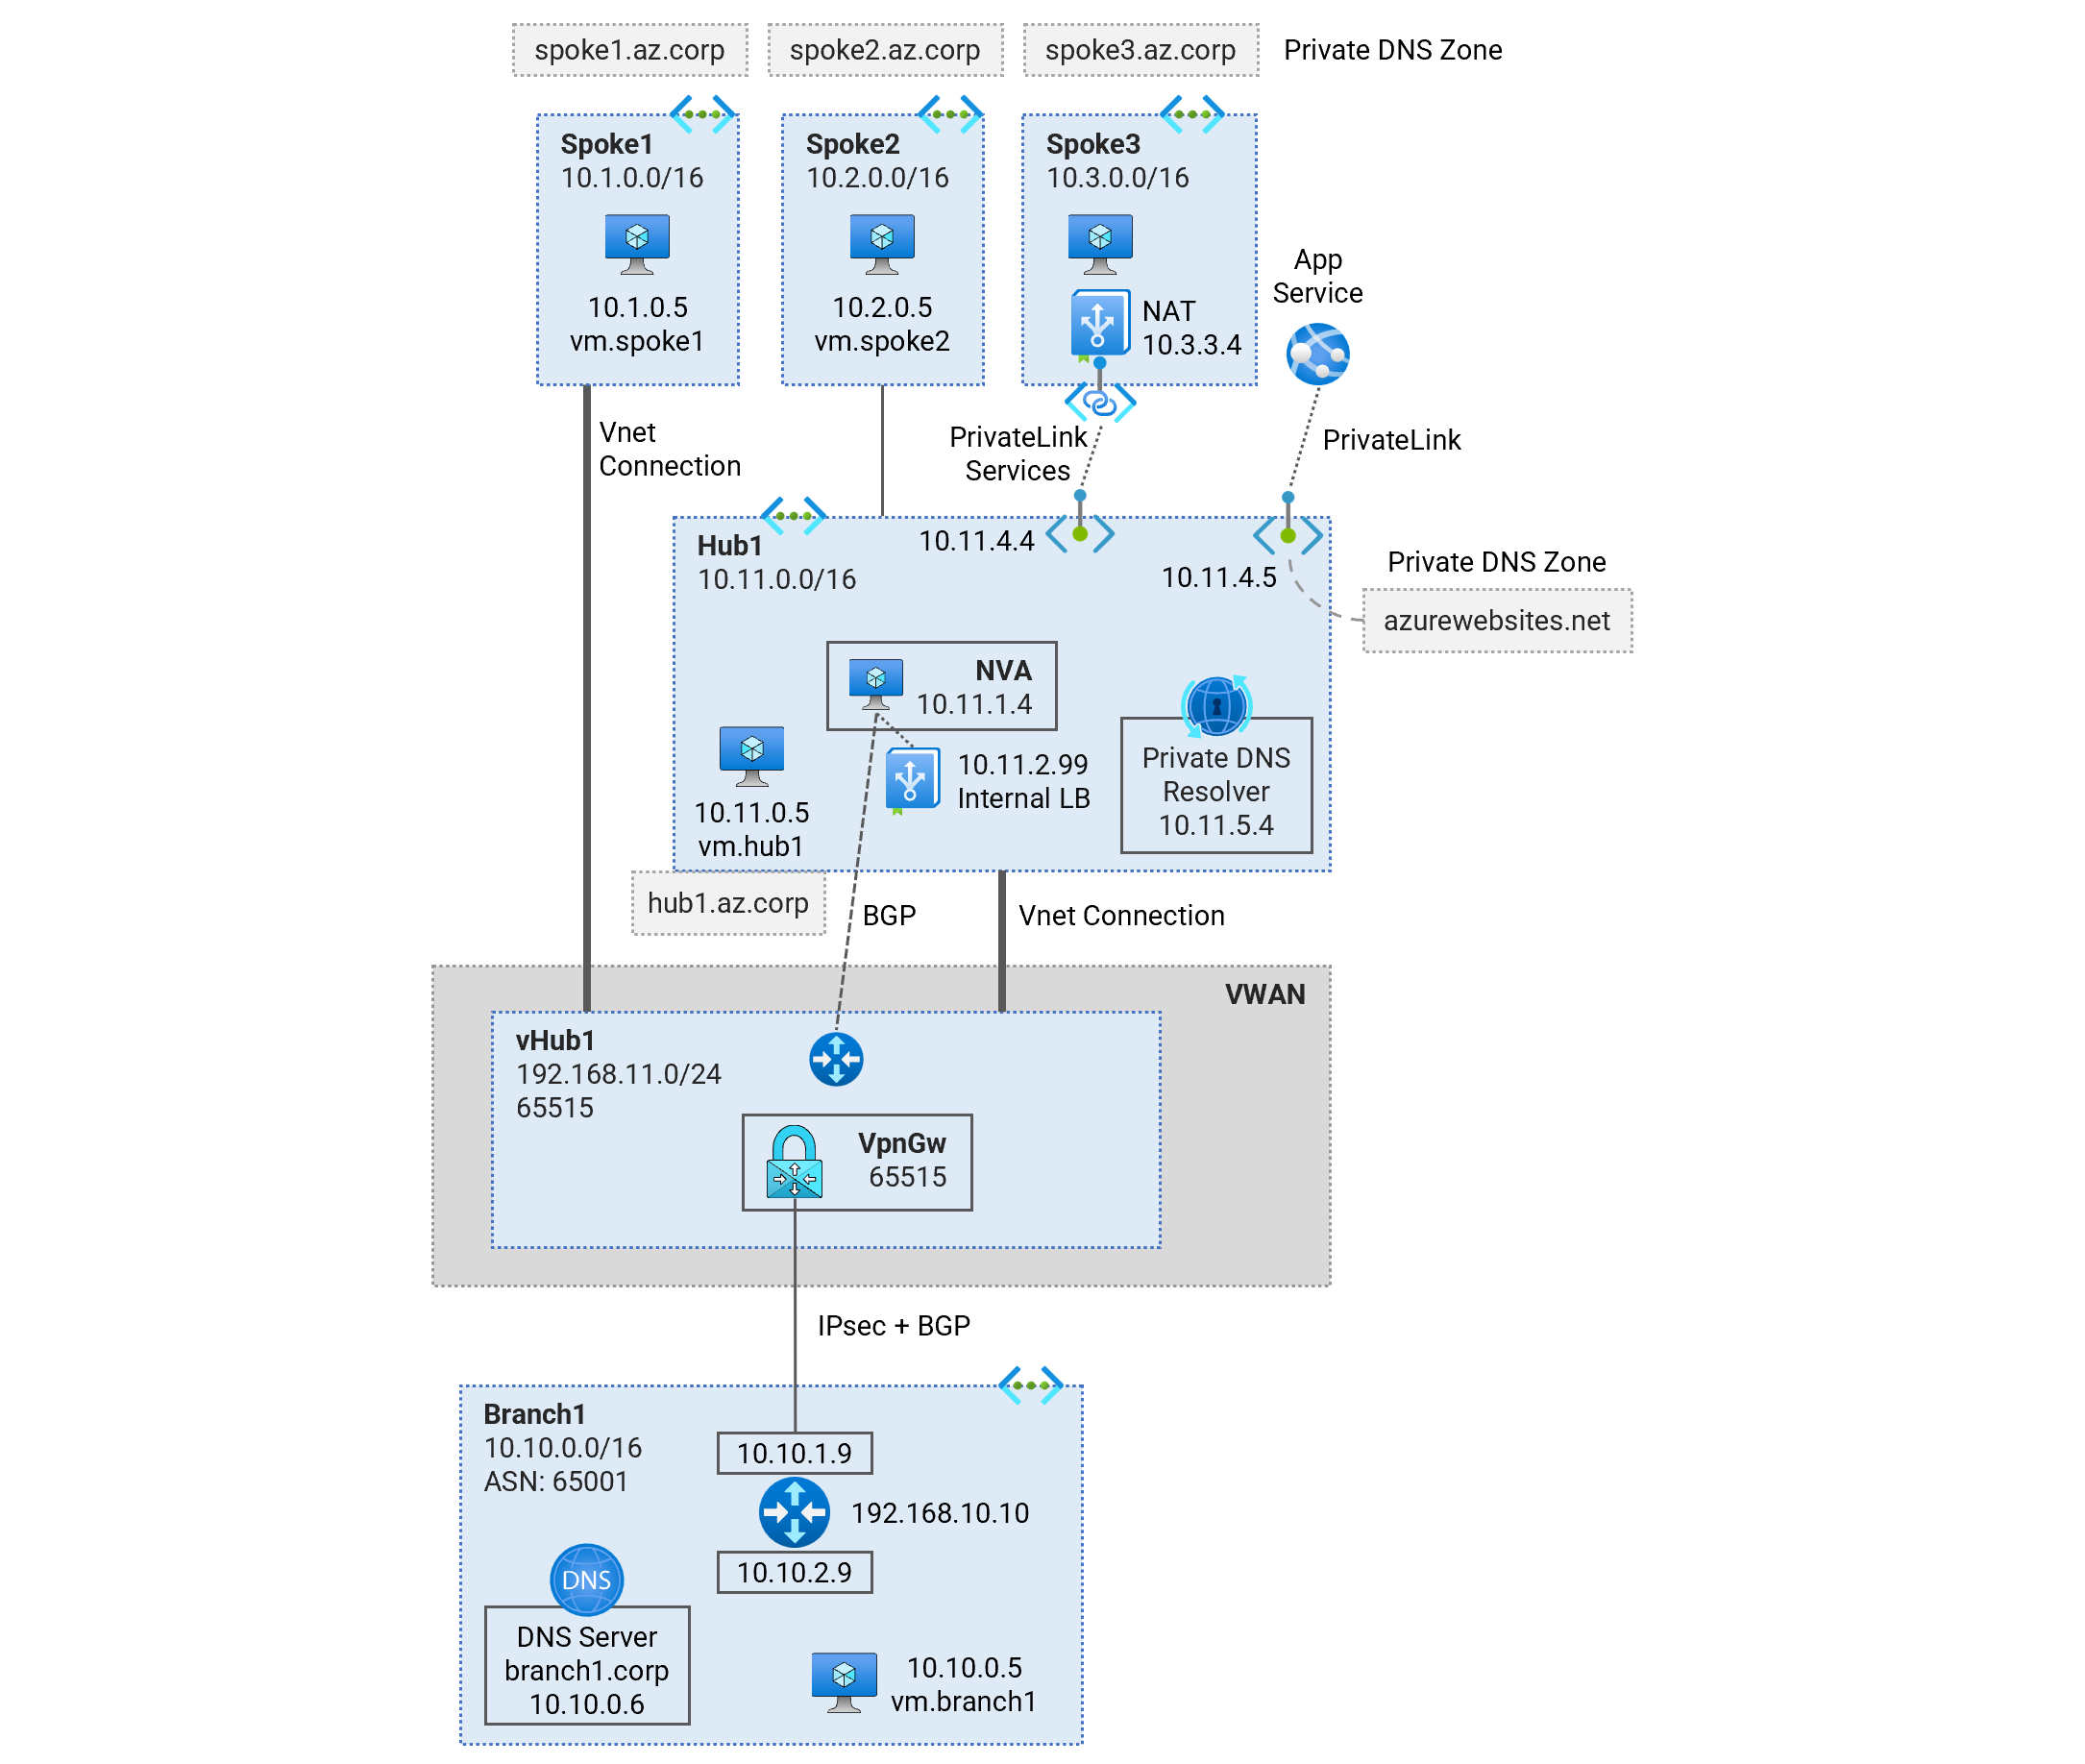 spoke1.az.corp
spoke2.az.corp
spoke3.az.corp
Private DNS Zone
Spoke1
10.1.0.0/16
10.1.0.5
vm.spoke1
Spoke2
10.2.0.0/16
10.2.0.5
vm.spoke2
Spoke3
10.3.0.0/16
NAT
10.3.3.4
App
Service
Vnet
Connection
PrivateLink
Services
PrivateLink
Hub1
10.11.0.0/16
10.11.4.4
10.11.4.5
Private DNS Zone
azurewebsites.net
NVA
10.11.1.4
10.11.2.99
Internal LB
10.11.0.5
vm.hub1
Private DNS
Resolver
10.11.5.4
hub1.az.corp
BGP
Vnet Connection
VWAN
vHub1
192.168.11.0/24
65515
VpnGw
65515
IPsec + BGP
Branch1
10.10.0.0/16
ASN: 65001
10.10.1.9
192.168.10.10
10.10.2.9
DNS
DNS Server
branch1.corp
10.10.0.6
10.10.0.5
vm.branch1